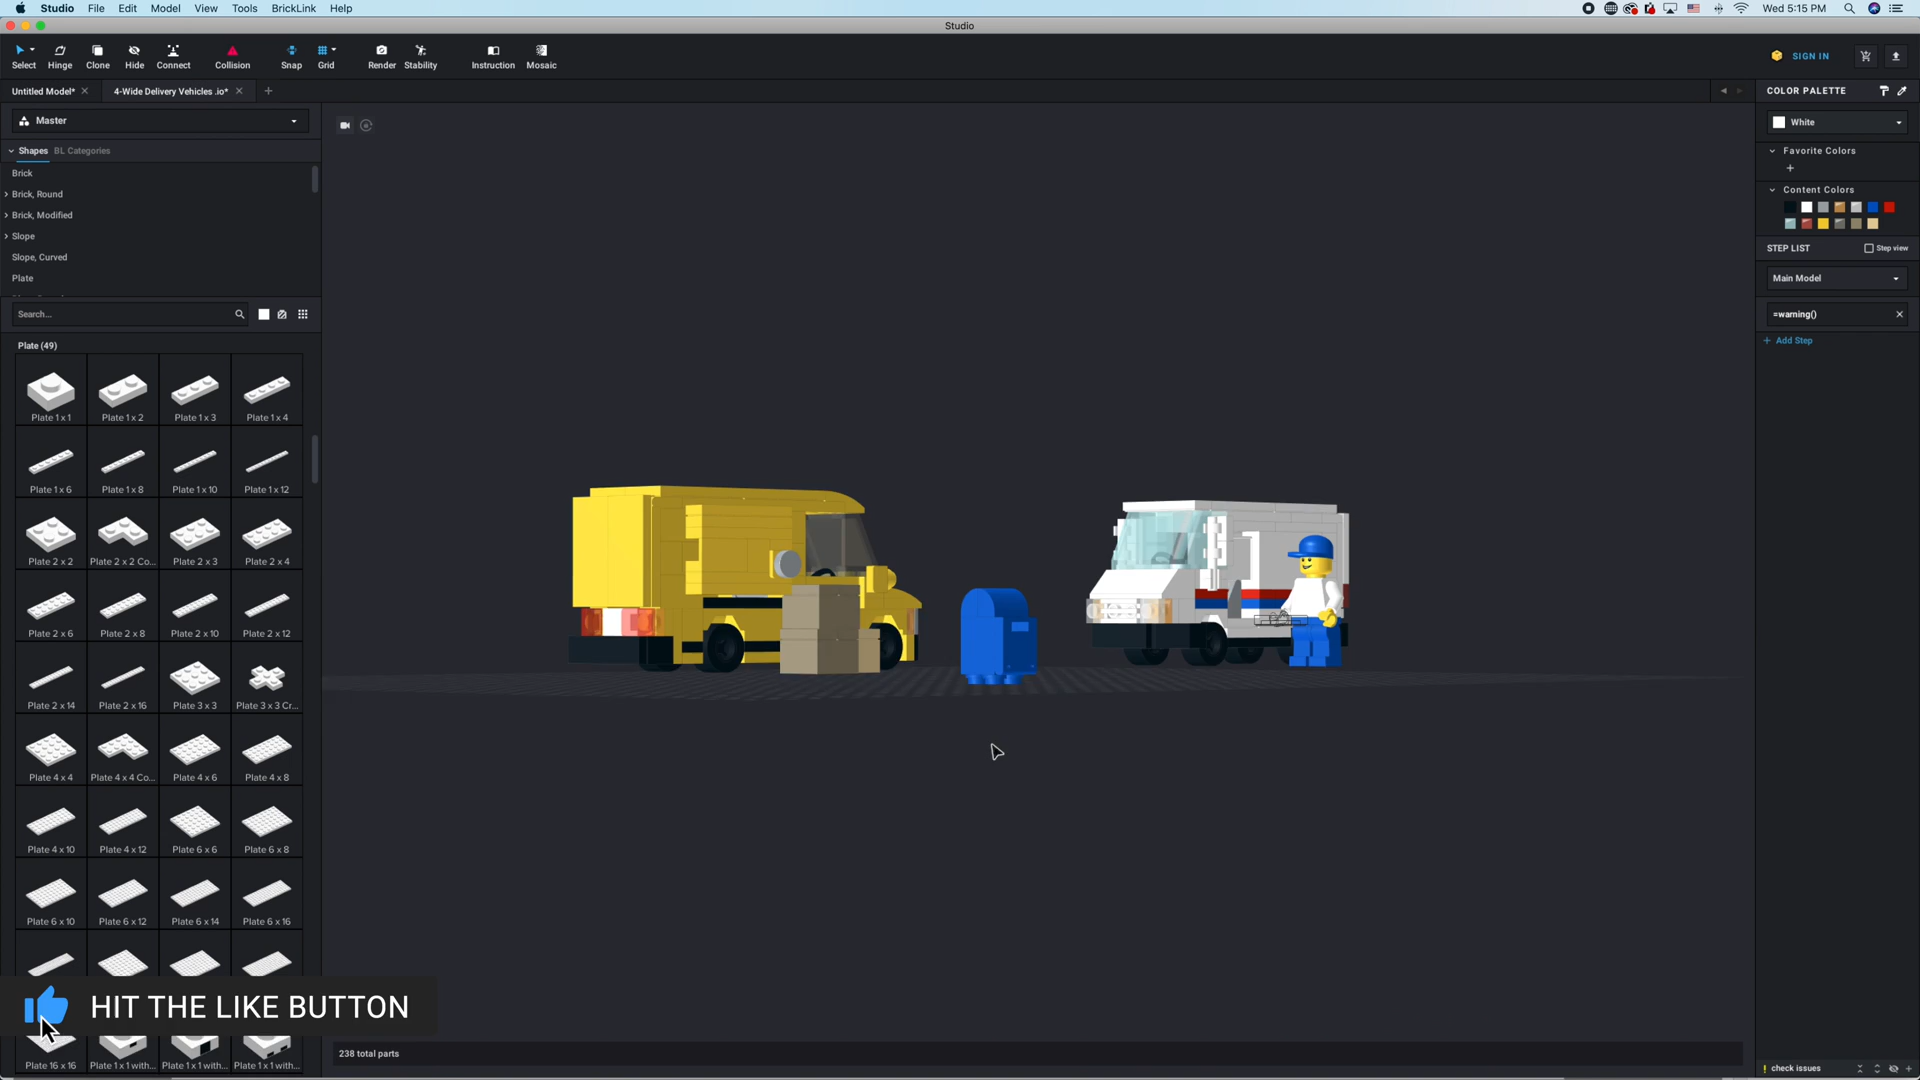 Studio File Edit Model View Tools BrickLink Help Wed 5:15 PM
Studio
Select Hinge Clone Hide Connect Collision Snap Grid Render Stability Instruction Mosaic SIGN IN
Untitled Model* 4-Wide Delivery Vehicles .io*
Master
Shapes BL Categories
Brick
Brick, Round
Brick, Modified
Slope
Slope, Curved
Plate
Search...
Plate (49)
Plate 1 x 1 Plate 1 x 2 Plate 1 x 3 Plate 1 x 4
Plate 1 x 6 Plate 1 x 8 Plate 1 x 10 Plate 1 x 12
Plate 2 x 2 Plate 2 x 2 Co... Plate 2 x 3 Plate 2 x 4
Plate 2 x 6 Plate 2 x 8 Plate 2 x 10 Plate 2 x 12
Plate 2 x 14 Plate 2 x 16 Plate 3 x 3 Plate 3 x 3 Cr...
Plate 4 x 4 Plate 4 x 4 Co... Plate 4 x 6 Plate 4 x 8
Plate 4 x 10 Plate 4 x 12 Plate 6 x 6 Plate 6 x 8
Plate 6 x 10 Plate 6 x 12 Plate 6 x 14 Plate 6 x 16
HIT THE LIKE BUTTON
Plate 16 x 16 Plate 1 x 1 with... Plate 1 x 1 with... Plate 1 x 1 with...
238 total parts
COLOR PALETTE
White
Favorite Colors
Content Colors
STEP LIST Step view
Main Model
=warning()
Add Step
check issues